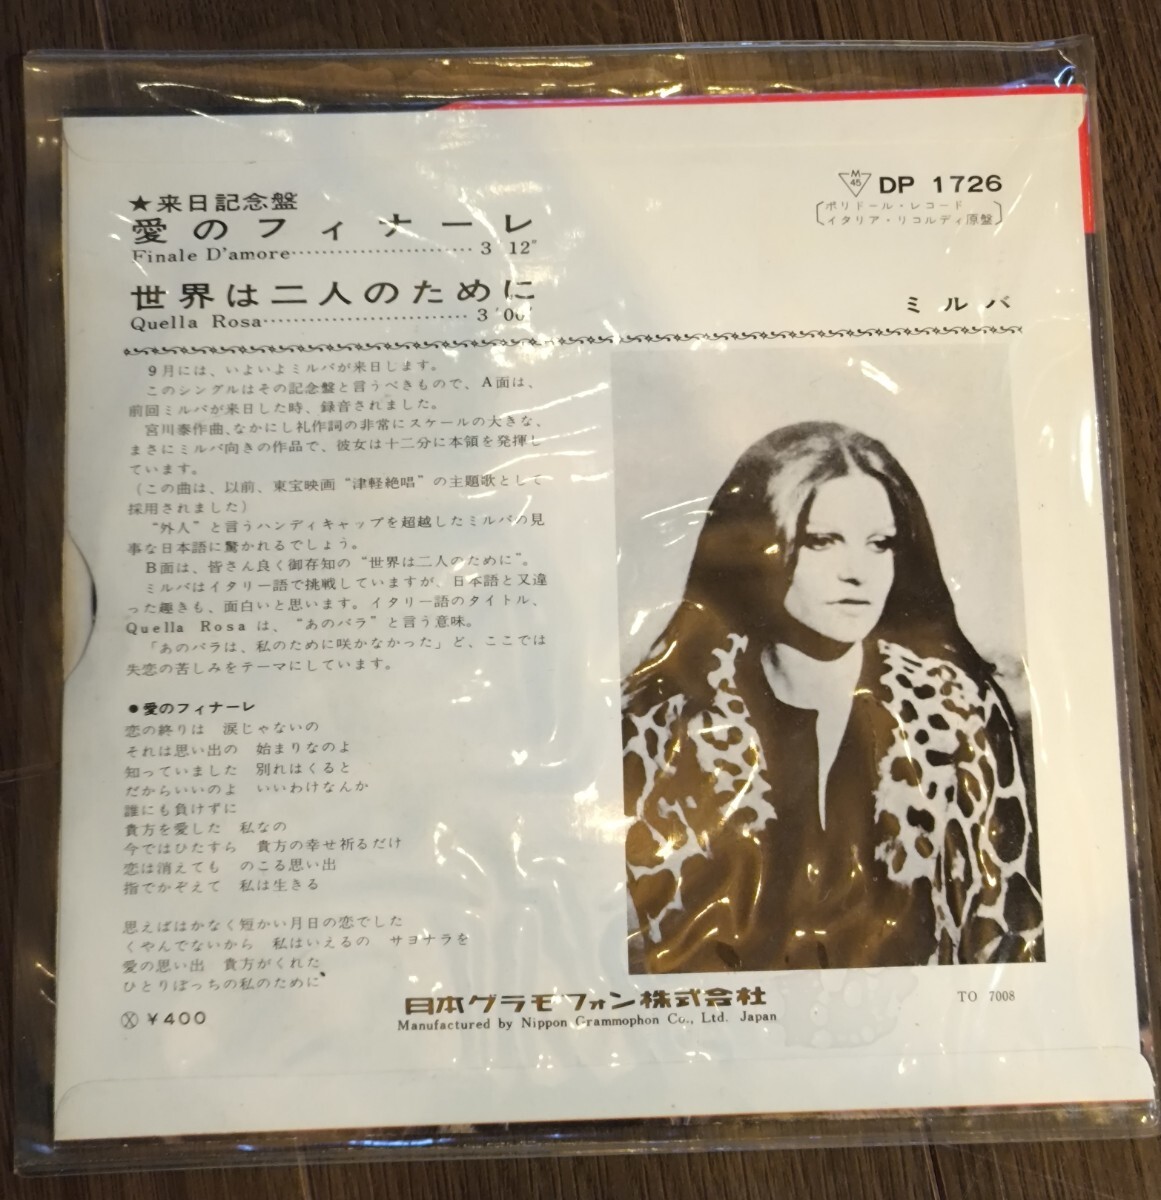 ★来日記念盤
愛のフィナーレ
Finale D'amore························ 3′12″
世界は二人のために
Quella Rosa··························· 3′00″
M
45
DP 1726
ポリドール・レコード
イタリア・リコルディ原盤
ミルバ
9月には、いよいよミルバが来日します。
このシングルはその記念盤と言うべきもので、A面は、
前回ミルバが来日した時、録音されました。
宮川泰作曲、なかにし礼作詞の非常にスケールの大きな、
まさにミルバ向きの作品で、彼女は十二分に本領を発揮し
ています。
（この曲は、以前、東宝映画“津軽絶唱”の主題歌として
採用されました）
“外人”と言うハンディキャップを超越したミルバの見
事な日本語に驚かれるでしょう。
B面は、皆さん良く御存知の“世界は二人のために”。
ミルバはイタリー語で挑戦していますが、日本語と又違
った趣きも、面白いと思います。イタリー語のタイトル、
Quella Rosa は、“あのバラ”と言う意味。
「あのバラは、私のために咲かなかった」ど、ここでは
失恋の苦しみをテーマにしています。
●愛のフィナーレ
恋の終りは　涙じゃないの
それは思い出の　始まりなのよ
知っていました　別れはくると
だからいいのよ　いいわけなんか
誰にも負けずに
貴方を愛した　私なの
今ではひたすら　貴方の幸せ祈るだけ
恋は消えても　のこる思い出
指でかぞえて　私は生きる
思えばはかなく短かい月日の恋でした
くやんでないから　私はいえるの　サヨナラを
愛の思い出　貴方がくれた
ひとりぼっちの私のために
Ⓧ ¥400
日本グラモフォン株式会社
Manufactured by Nippon Grammophon Co., Ltd. Japan
TO 7008